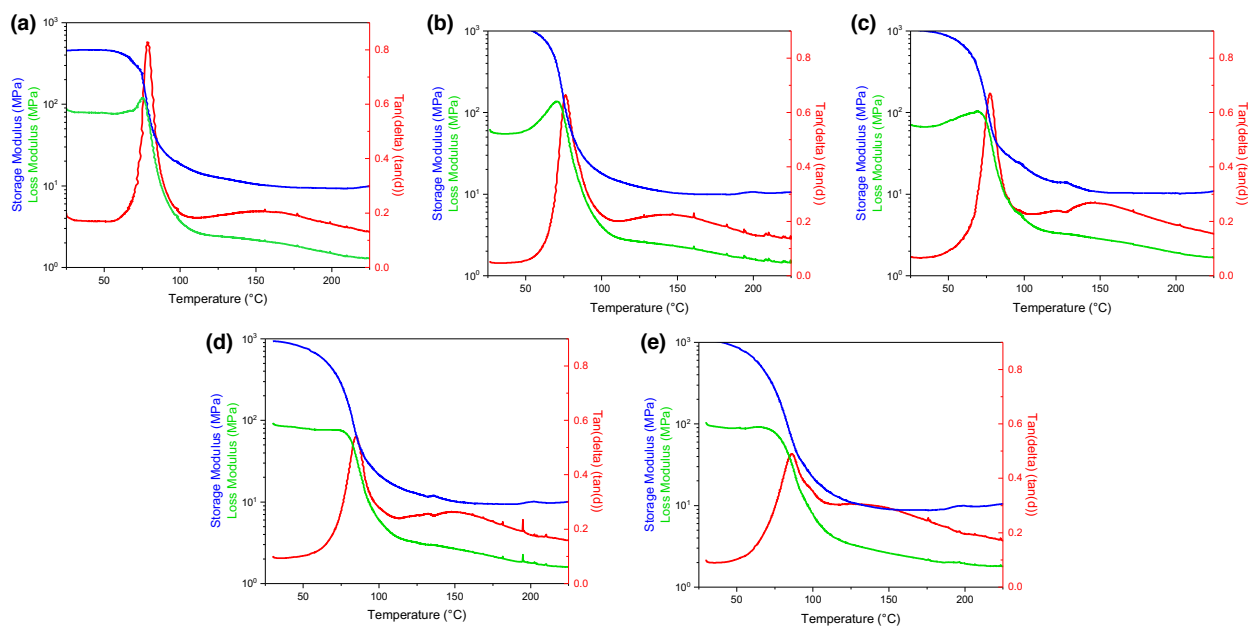 (a)
Storage Modulus (MPa)
Loss Modulus (MPa)
10³
10²
10¹
10⁰
50 100 150 200
Temperature (°C)
0.8
0.6
0.4
0.2
0.0
Tan(delta) (tan(d))
(b)
Storage Modulus (MPa)
Loss Modulus (MPa)
10³
10²
10¹
10⁰
50 100 150 200
Temperature (°C)
0.8
0.6
0.4
0.2
0.0
Tan(delta) (tan(d))
(c)
Storage Modulus (MPa)
Loss Modulus (MPa)
10³
10²
10¹
10⁰
50 100 150 200
Temperature (°C)
0.8
0.6
0.4
0.2
0.0
Tan(delta) (tan(d))
(d)
Storage Modulus (MPa)
Loss Modulus (MPa)
10³
10²
10¹
10⁰
50 100 150 200
Temperature (°C)
0.8
0.6
0.4
0.2
0.0
Tan(delta) (tan(d))
(e)
Storage Modulus (MPa)
Loss Modulus (MPa)
10³
10²
10¹
10⁰
50 100 150 200
Temperature (°C)
0.8
0.6
0.4
0.2
0.0
Tan(delta) (tan(d))